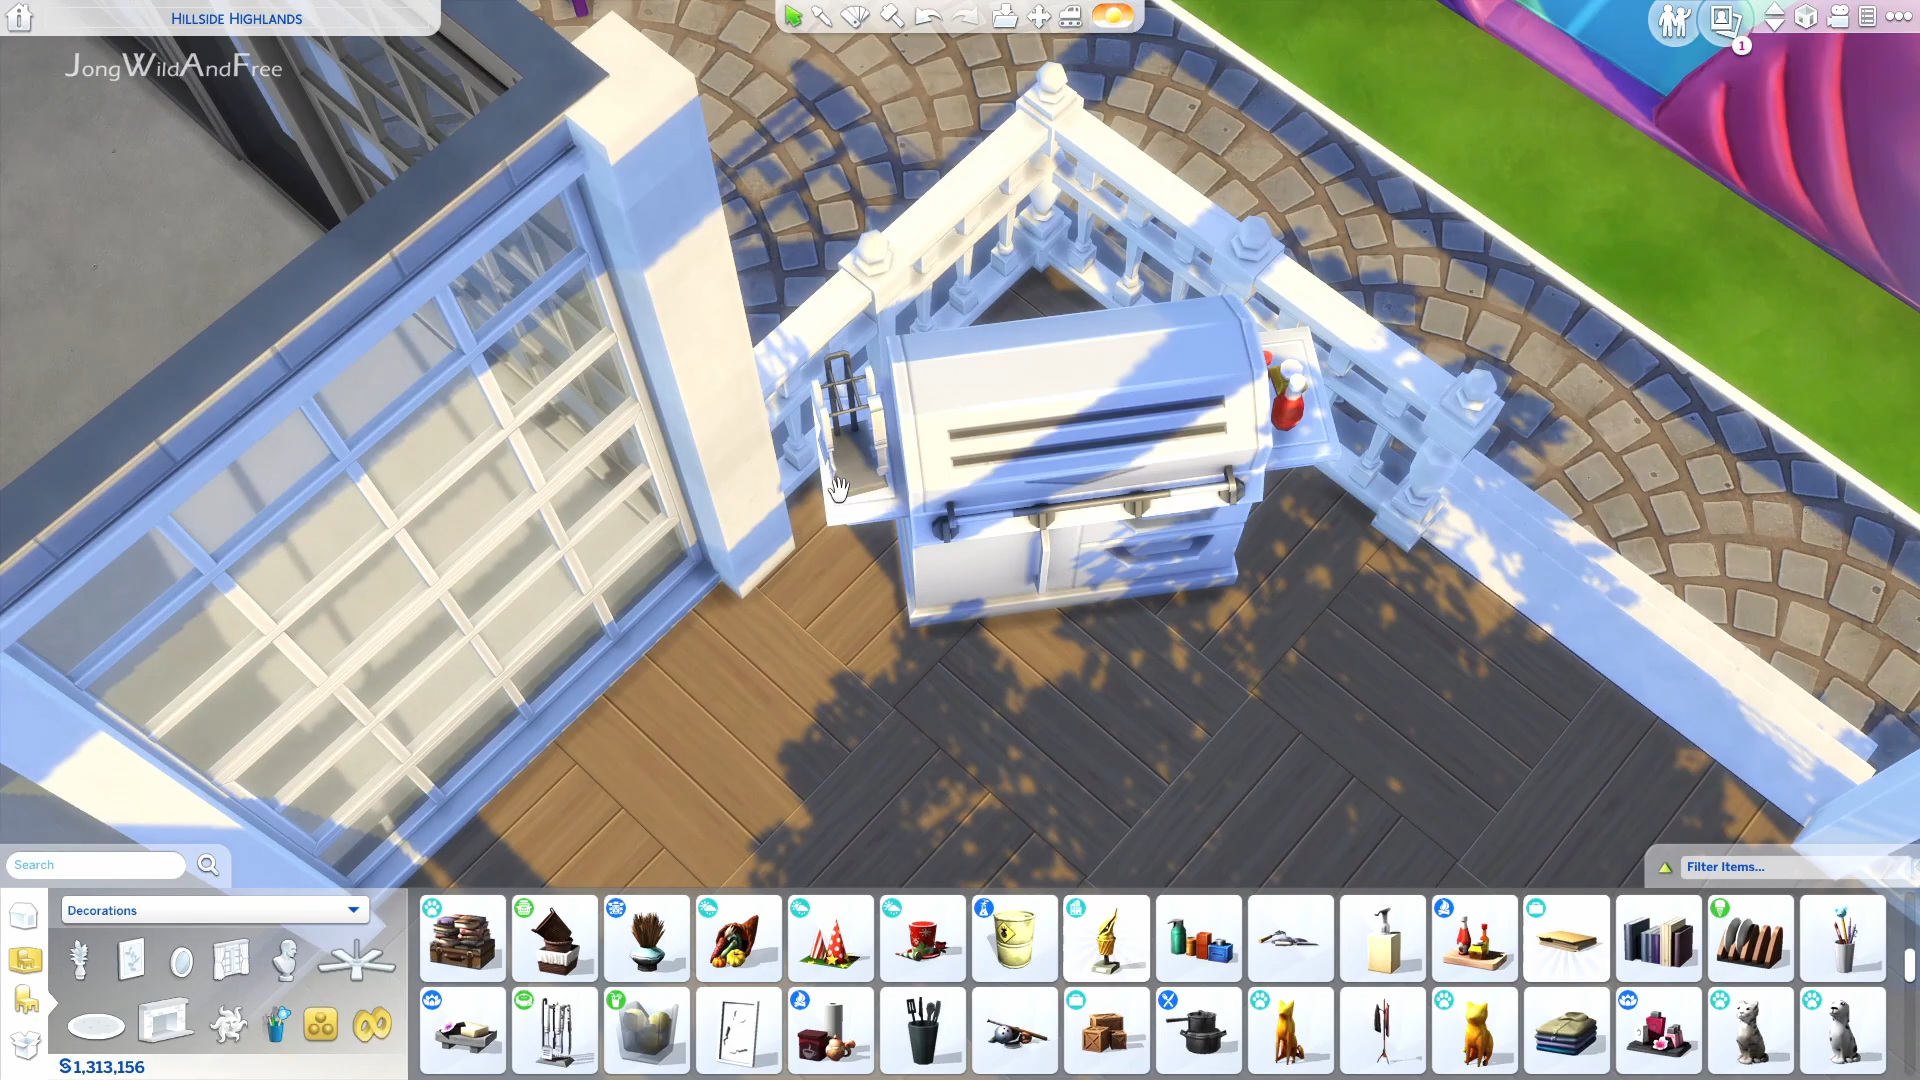 Hillside Highlands
JongWildAndFree
1
Search
Filter Items...
Decorations
§1,313,156